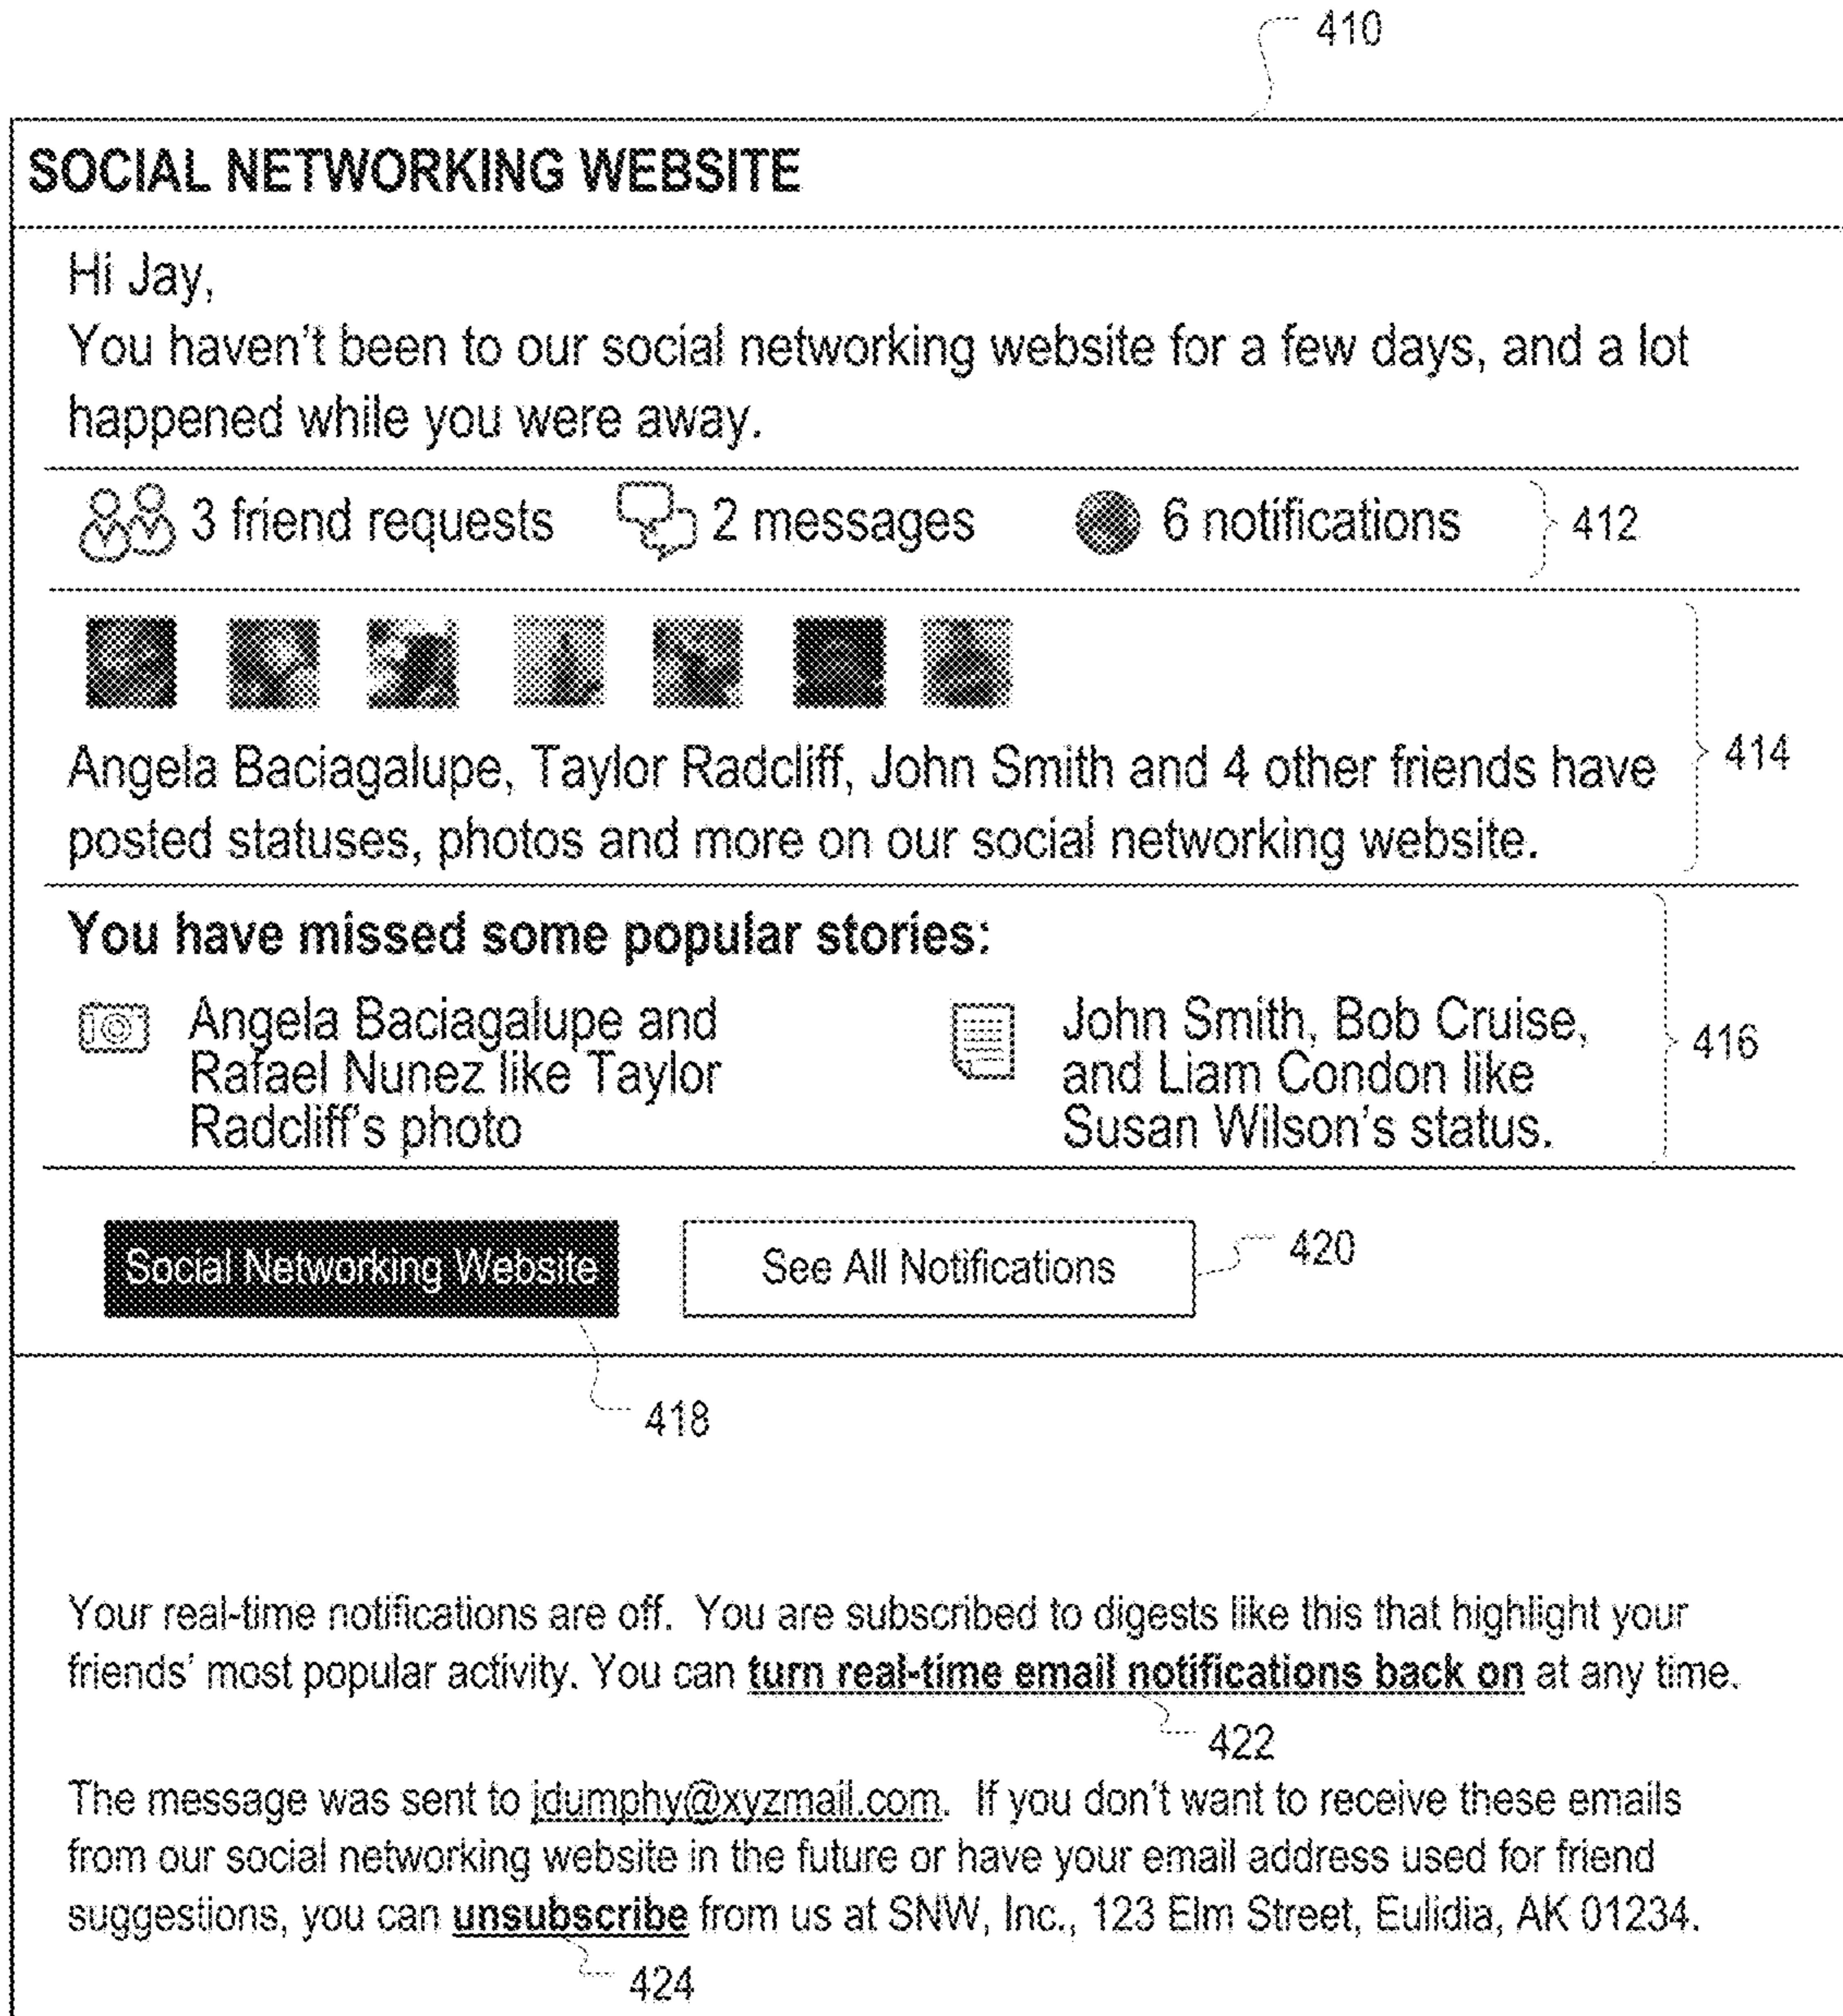 410
SOCIAL NETWORKING WEBSITE
Hi Jay,
You haven't been to our social networking website for a few days, and a lot
happened while you were away.
3 friend requests 2 messages 6 notifications 412
Angela Baciagalupe, Taylor Radcliff, John Smith and 4 other friends have
414
posted statuses, photos and more on our social networking website.
You have missed some popular stories:
Angela Baciagalupe and
Rafael Nunez like Taylor
Radcliff's photo
John Smith, Bob Cruise,
and Liam Condon like
Susan Wilson's status.
416
Social Networking Website
See All Notifications
420
418
Your real-time notifications are off. You are subscribed to digests like this that highlight your
friends' most popular activity. You can turn real-time email notifications back on at any time.
422
The message was sent to jdumphy@xyzmail.com. If you don't want to receive these emails
from our social networking website in the future or have your email address used for friend
suggestions, you can unsubscribe from us at SNW, Inc., 123 Elm Street, Eulidia, AK 01234.
424